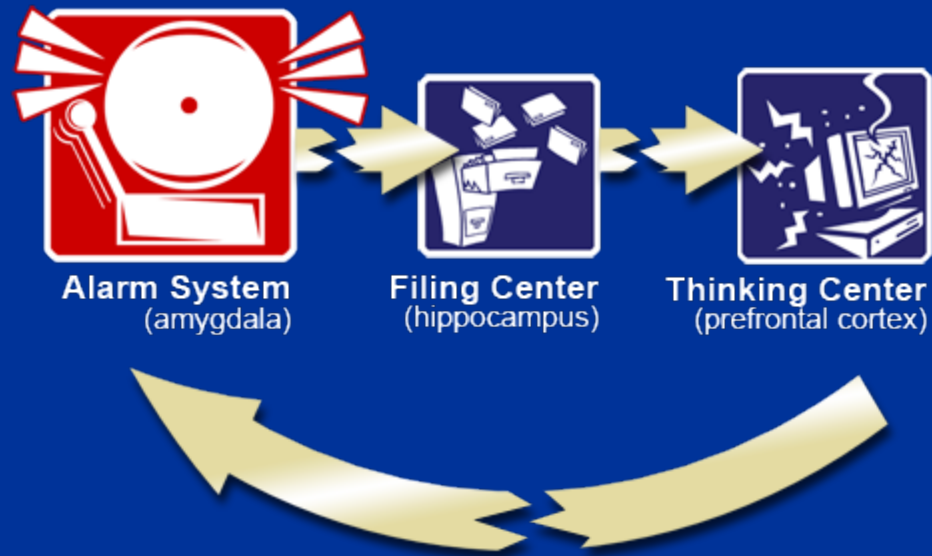 Alarm System
(amygdala)
Filing Center
(hippocampus)
Thinking Center
(prefrontal cortex)